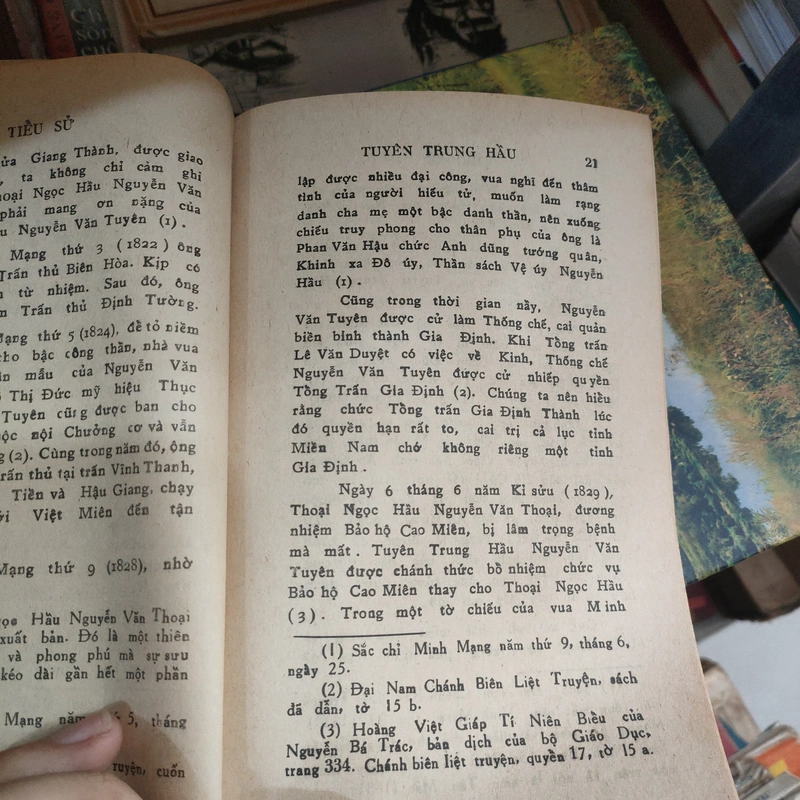 TIỂU SỬ
Giang Thành, được giao
ta không chỉ cảm ghi
Ngọc Hầu Nguyễn Văn
phải mang ơn nặng của
Nguyễn Văn Tuyên (1).
Mạng thứ 3 (1822) ông
Trấn thủ Biên Hòa. Kịp có
từ nhiệm. Sau đó, ông
Trấn thủ Định Tường.
thứ 5 (1824), để tỏ niềm
cho bậc công thần, nhà vua
mẫu của Nguyễn Văn
Thị Đức mỹ hiệu Thục
Tuyên cũng được ban cho
nội Chưởng cơ và vẫn
(2). Cùng trong năm đó, ông
thủ tại trấn Vĩnh Thanh,
Tiền và Hậu Giang, chạy
Việt Miên đến tận
Mạng thứ 9 (1828), nhờ
Hầu Nguyễn Văn Thoại
xuất bản. Đó là một thiên
và phong phú mà sự sưu
kéo dài gần hết một phần
Mạng năm thứ 5, tháng
cuốn
TUYÊN TRUNG HẦU 21
lập được nhiều đại công, vua nghĩ đến thâm
tình của người hiếu tử, muốn làm rạng
danh cha mẹ một bậc danh thần, nên xuống
chiếu truy phong cho thân phụ của ông là
Phan Văn Hậu chức Anh dũng tướng quân,
Khinh xa Đô úy, Thần sách Vệ úy Nguyễn
Hầu (1).
Cũng trong thời gian này, Nguyễn
Văn Tuyên được cử làm Thống chế, cai quản
biền binh thành Gia Định. Khi Tổng trấn
Lê Văn Duyệt có việc về Kinh, Thống chế
Nguyễn Văn Tuyên được cử nhiếp quyền
Tổng Trấn Gia Định (2). Chúng ta nên hiểu
rằng chức Tổng trấn Gia Định Thành lúc
đó quyền hạn rất to, cai trị cả lục tỉnh
Miền Nam chớ không riêng một tỉnh
Gia Định.
Ngày 6 tháng 6 năm Kỉ sửu (1829),
Thoại Ngọc Hầu Nguyễn Văn Thoại, đương
nhiệm Bảo hộ Cao Miên, bị lâm trọng bệnh
mà mất. Tuyên Trung Hầu Nguyễn Văn
Tuyên được chánh thức bổ nhiệm chức vụ
Bảo hộ Cao Miên thay cho Thoại Ngọc Hầu
(3). Trong một tờ chiếu của vua Minh
(1) Sắc chỉ Minh Mạng năm thứ 9, tháng 6,
ngày 25.
(2) Đại Nam Chánh Biên Liệt Truyện, sách
đã dẫn, tờ 15 b.
(3) Hoàng Việt Giáp Tí Niên Biểu của
Nguyễn Bá Trác, bản dịch của bộ Giáo Dục,
trang 334. Chánh biên liệt truyện, quyển 17, tờ 15 a.